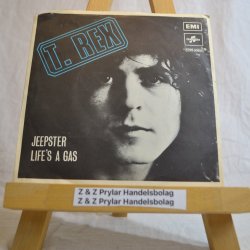 T. REX
EMI
JEEPSTER
LIFE'S A GAS
Z & Z Prylar Handelsbolag
Z & Z Prylar Handelsbolag